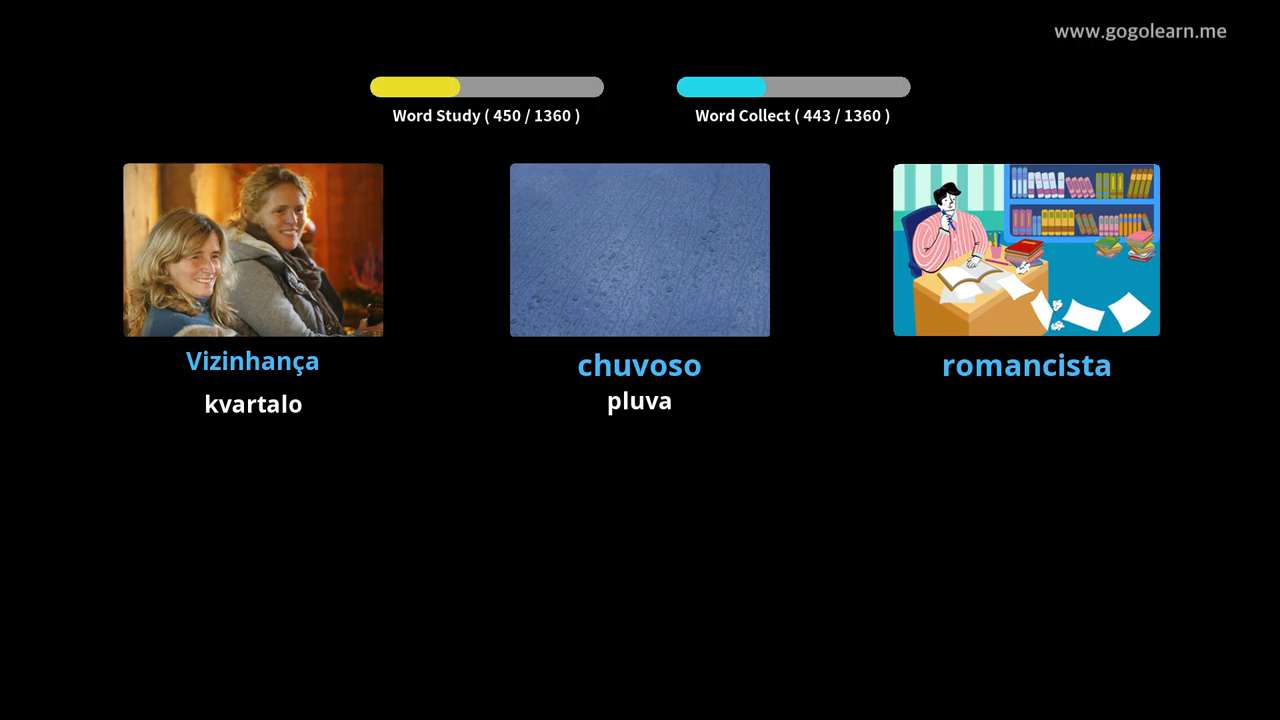 www.gogolearn.me
Word Study ( 450 / 1360 )
Word Collect ( 443 / 1360 )
Vizinhança
kvartalo
chuvoso
pluva
romancista